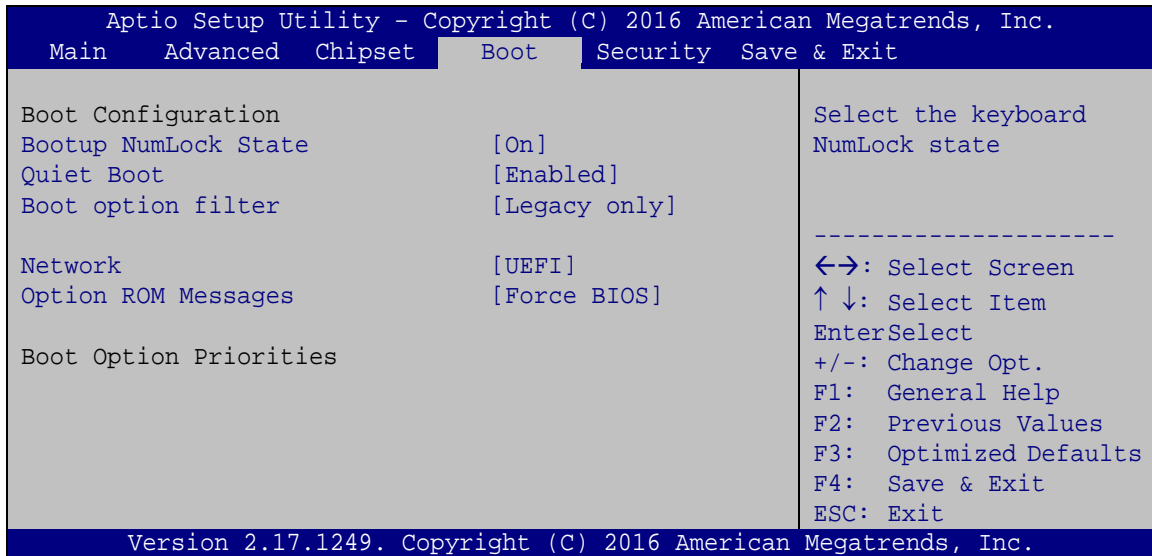 Aptio Setup Utility – Copyright (C) 2016 American Megatrends, Inc.
Main Advanced Chipset Boot Security Save & Exit
Boot Configuration
Bootup NumLock State [On]
Quiet Boot [Enabled]
Boot option filter [Legacy only]
Network [UEFI]
Option ROM Messages [Force BIOS]
Boot Option Priorities
Select the keyboard
NumLock state
---------------------
←→: Select Screen
↑ ↓: Select Item
EnterSelect
+/-: Change Opt.
F1: General Help
F2: Previous Values
F3: Optimized Defaults
F4: Save & Exit
ESC: Exit
Version 2.17.1249. Copyright (C) 2016 American Megatrends, Inc.